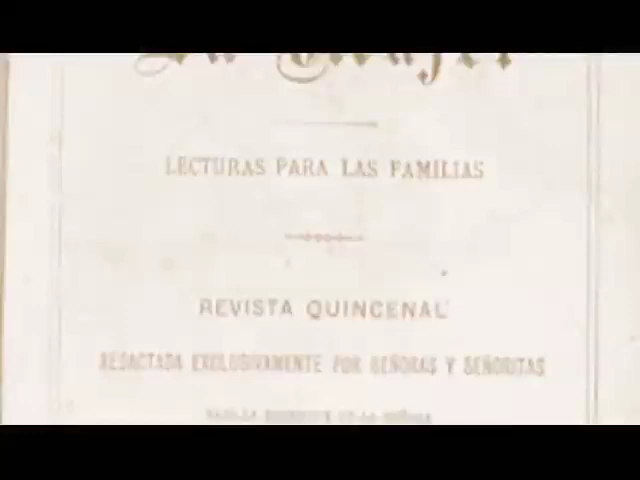 LECTURAS PARA LAS FAMILIAS
REVISTA QUINCENAL
REDACTADA EXCLUSIVAMENTE POR SEÑORAS Y SEÑORITAS